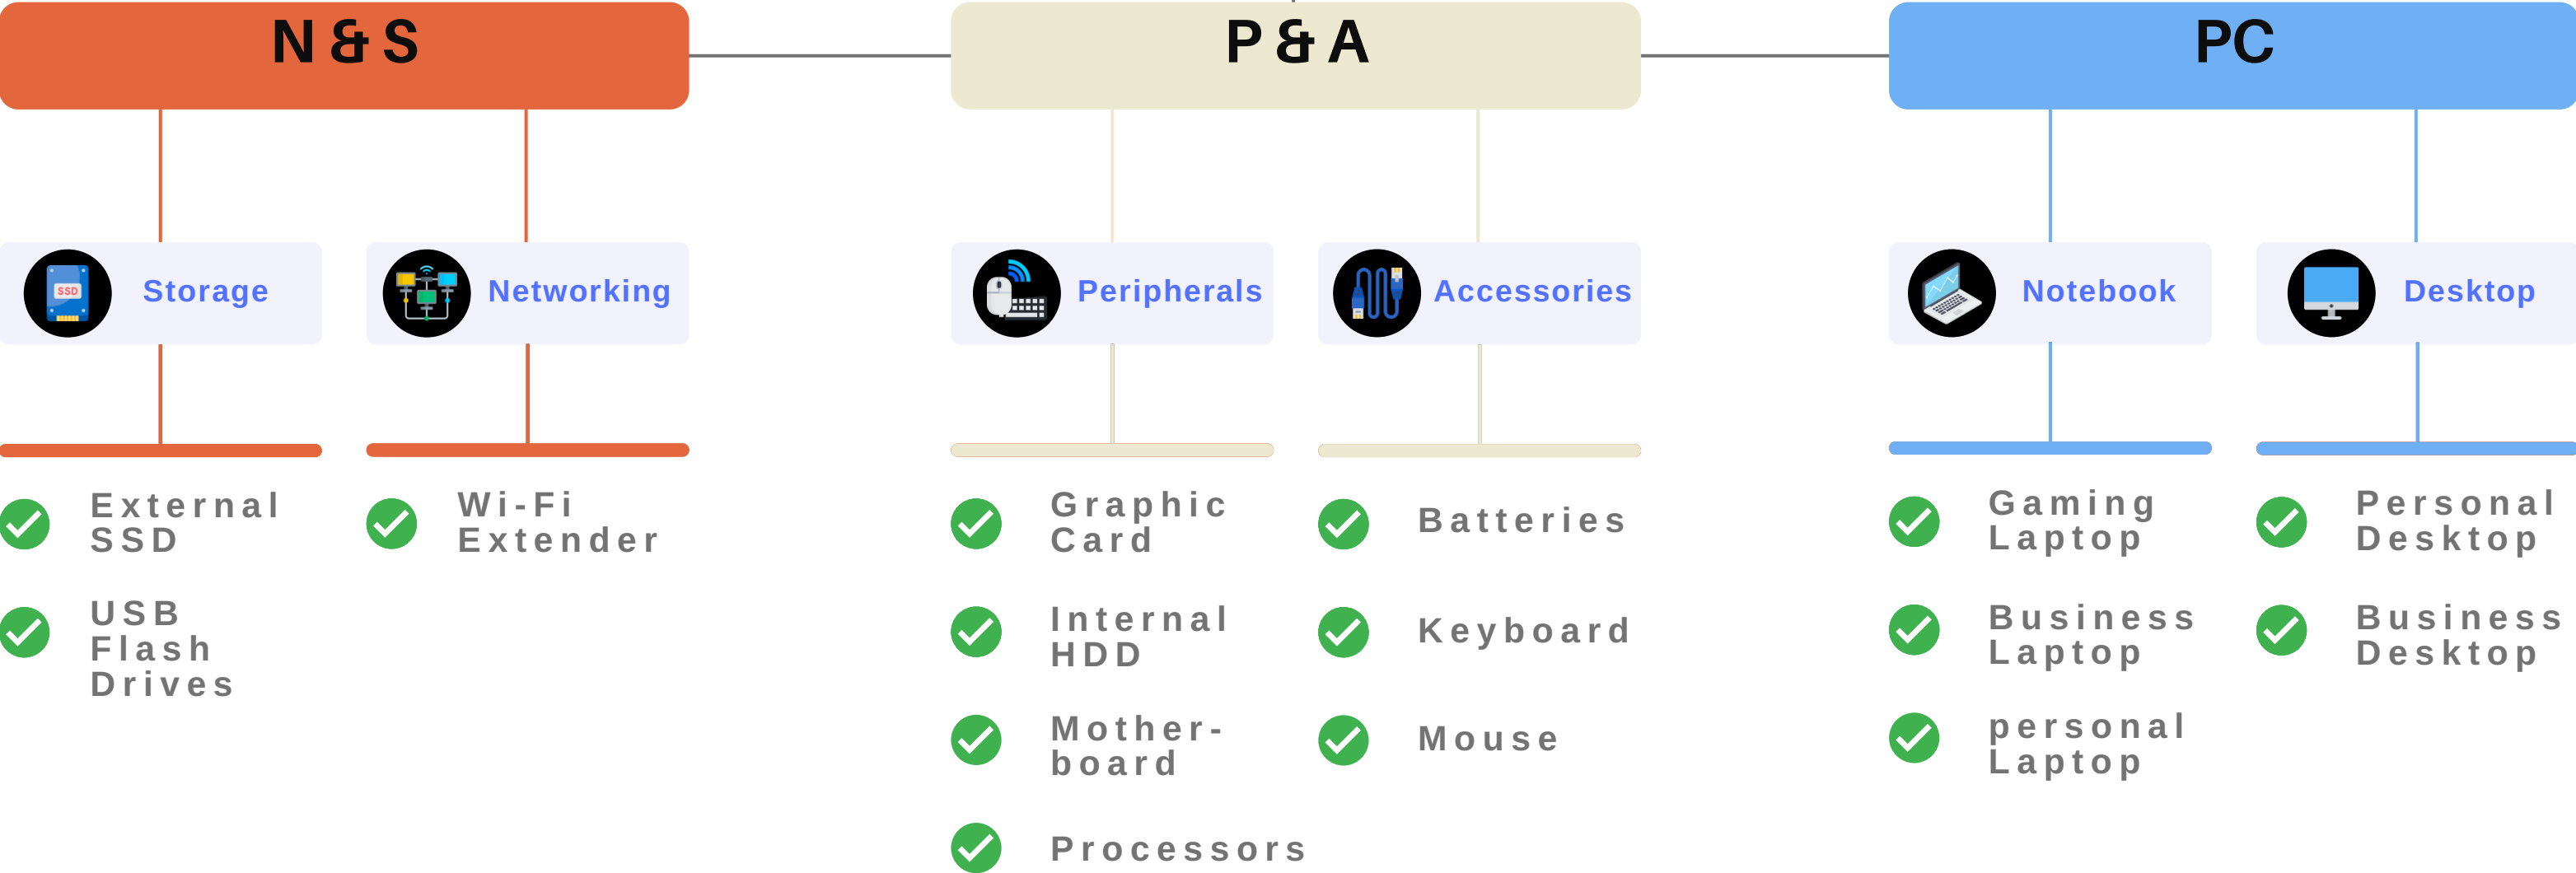 N & S
P & A
PC
SSD
Storage
Networking
Peripherals
Accessories
Notebook
Desktop
External
SSD
USB
Flash
Drives
Wi-Fi
Extender
Graphic
Card
Internal
HDD
Mother-
board
Processors
Batteries
Keyboard
Mouse
Gaming
Laptop
Business
Laptop
personal
Laptop
Personal
Desktop
Business
Desktop